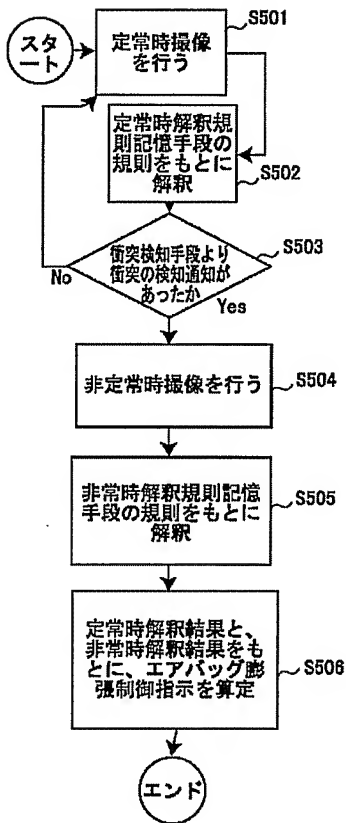 スタ
ート
定常時撮像
を行う
S501
定常時解釈規
則記憶手段の
規則をもとに
解釈
S502
衝突検知手段より
衝突の検知通知が
あったか
S503
No
Yes
非定常時撮像を行う
S504
非常時解釈規則記憶
手段の規則をもとに
解釈
S505
定常時解釈結果と、
非常時解釈結果をも
とに、エアバッグ膨
張制御指示を算定
S506
エンド